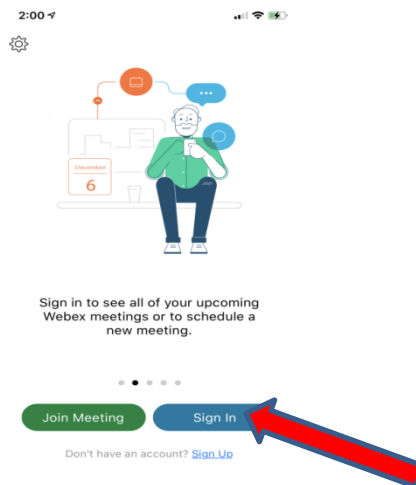 2:00
December
6
Sign in to see all of your upcoming
Webex meetings or to schedule a
new meeting.
Join Meeting
Sign In
Don't have an account? Sign Up